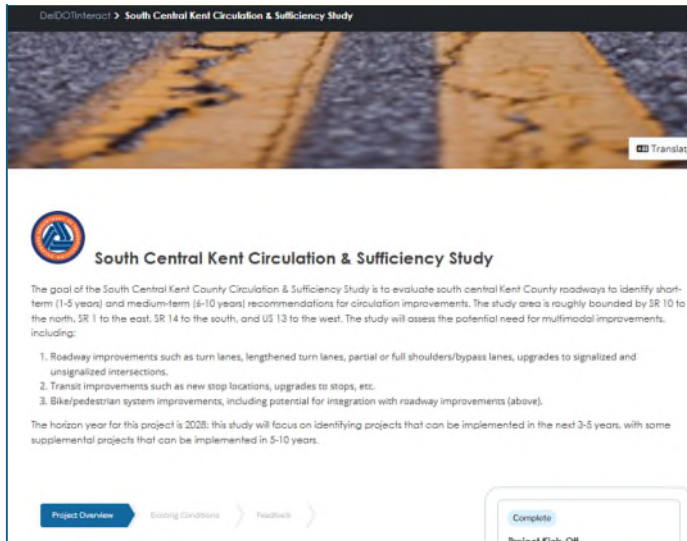 DelDOTInteract > South Central Kent Circulation & Sufficiency Study
Translat
South Central Kent Circulation & Sufficiency Study
The goal of the South Central Kent County Circulation & Sufficiency Study is to evaluate south central Kent County roadways to identify short-
term (1-5 years) and medium-term (6-10 years) recommendations for circulation improvements. The study area is roughly bounded by SR 10 to
the north, SR 1 to the east, SR 14 to the south, and US 13 to the west. The study will assess the potential need for multimodal improvements,
including:
1. Roadway improvements such as turn lanes, lengthened turn lanes, partial or full shoulders/bypass lanes, upgrades to signalized and
unsignalized intersections.
2. Transit improvements such as new stop locations, upgrades to stops, etc.
3. Bike/pedestrian system improvements, including potential for integration with roadway improvements (above).
The horizon year for this project is 2028; this study will focus on identifying projects that can be implemented in the next 3-5 years, with some
supplemental projects that can be implemented in 5-10 years.
Project Overview
Existing Conditions
Feedback
Complete
Project Kick-Off